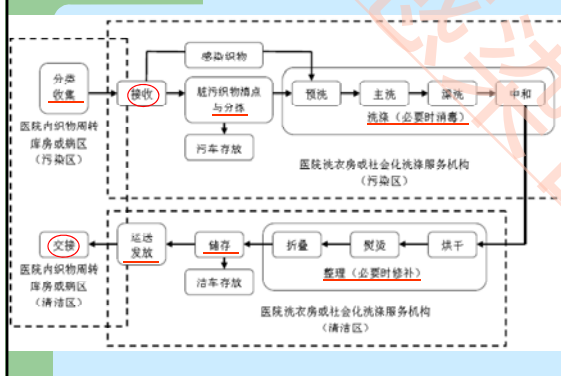 感染织物
分类
收集
接收
脏污织物清点
与分拣
预洗
主洗
漂洗
中和
洗涤（必要时消毒）
污车存放
医院内织物周转
库房或病区
（污染区）
医院洗衣房或社会化洗涤服务机构
（污染区）
交接
运送
发放
储存
折叠
熨烫
烘干
整理（必要时修补）
洁车存放
医院内织物周转
库房或病区
（清洁区）
医院洗衣房或社会化洗涤服务机构
（清洁区）